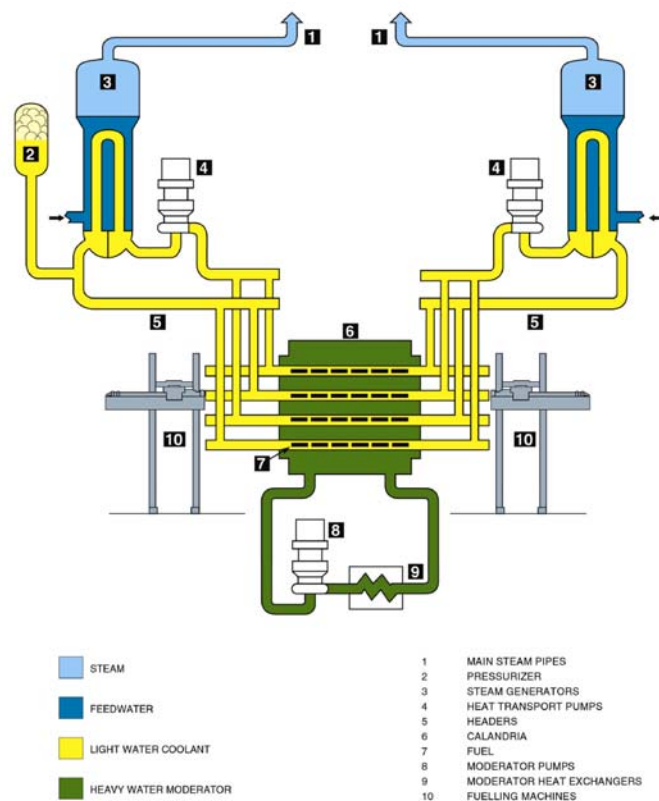 1
1
3
3
2
4
4
5
5
6
10
10
7
8
9
STEAM
FEEDWATER
LIGHT WATER COOLANT
HEAVY WATER MODERATOR
1 MAIN STEAM PIPES
2 PRESSURIZER
3 STEAM GENERATORS
4 HEAT TRANSPORT PUMPS
5 HEADERS
6 CALANDRIA
7 FUEL
8 MODERATOR PUMPS
9 MODERATOR HEAT EXCHANGERS
10 FUELLING MACHINES